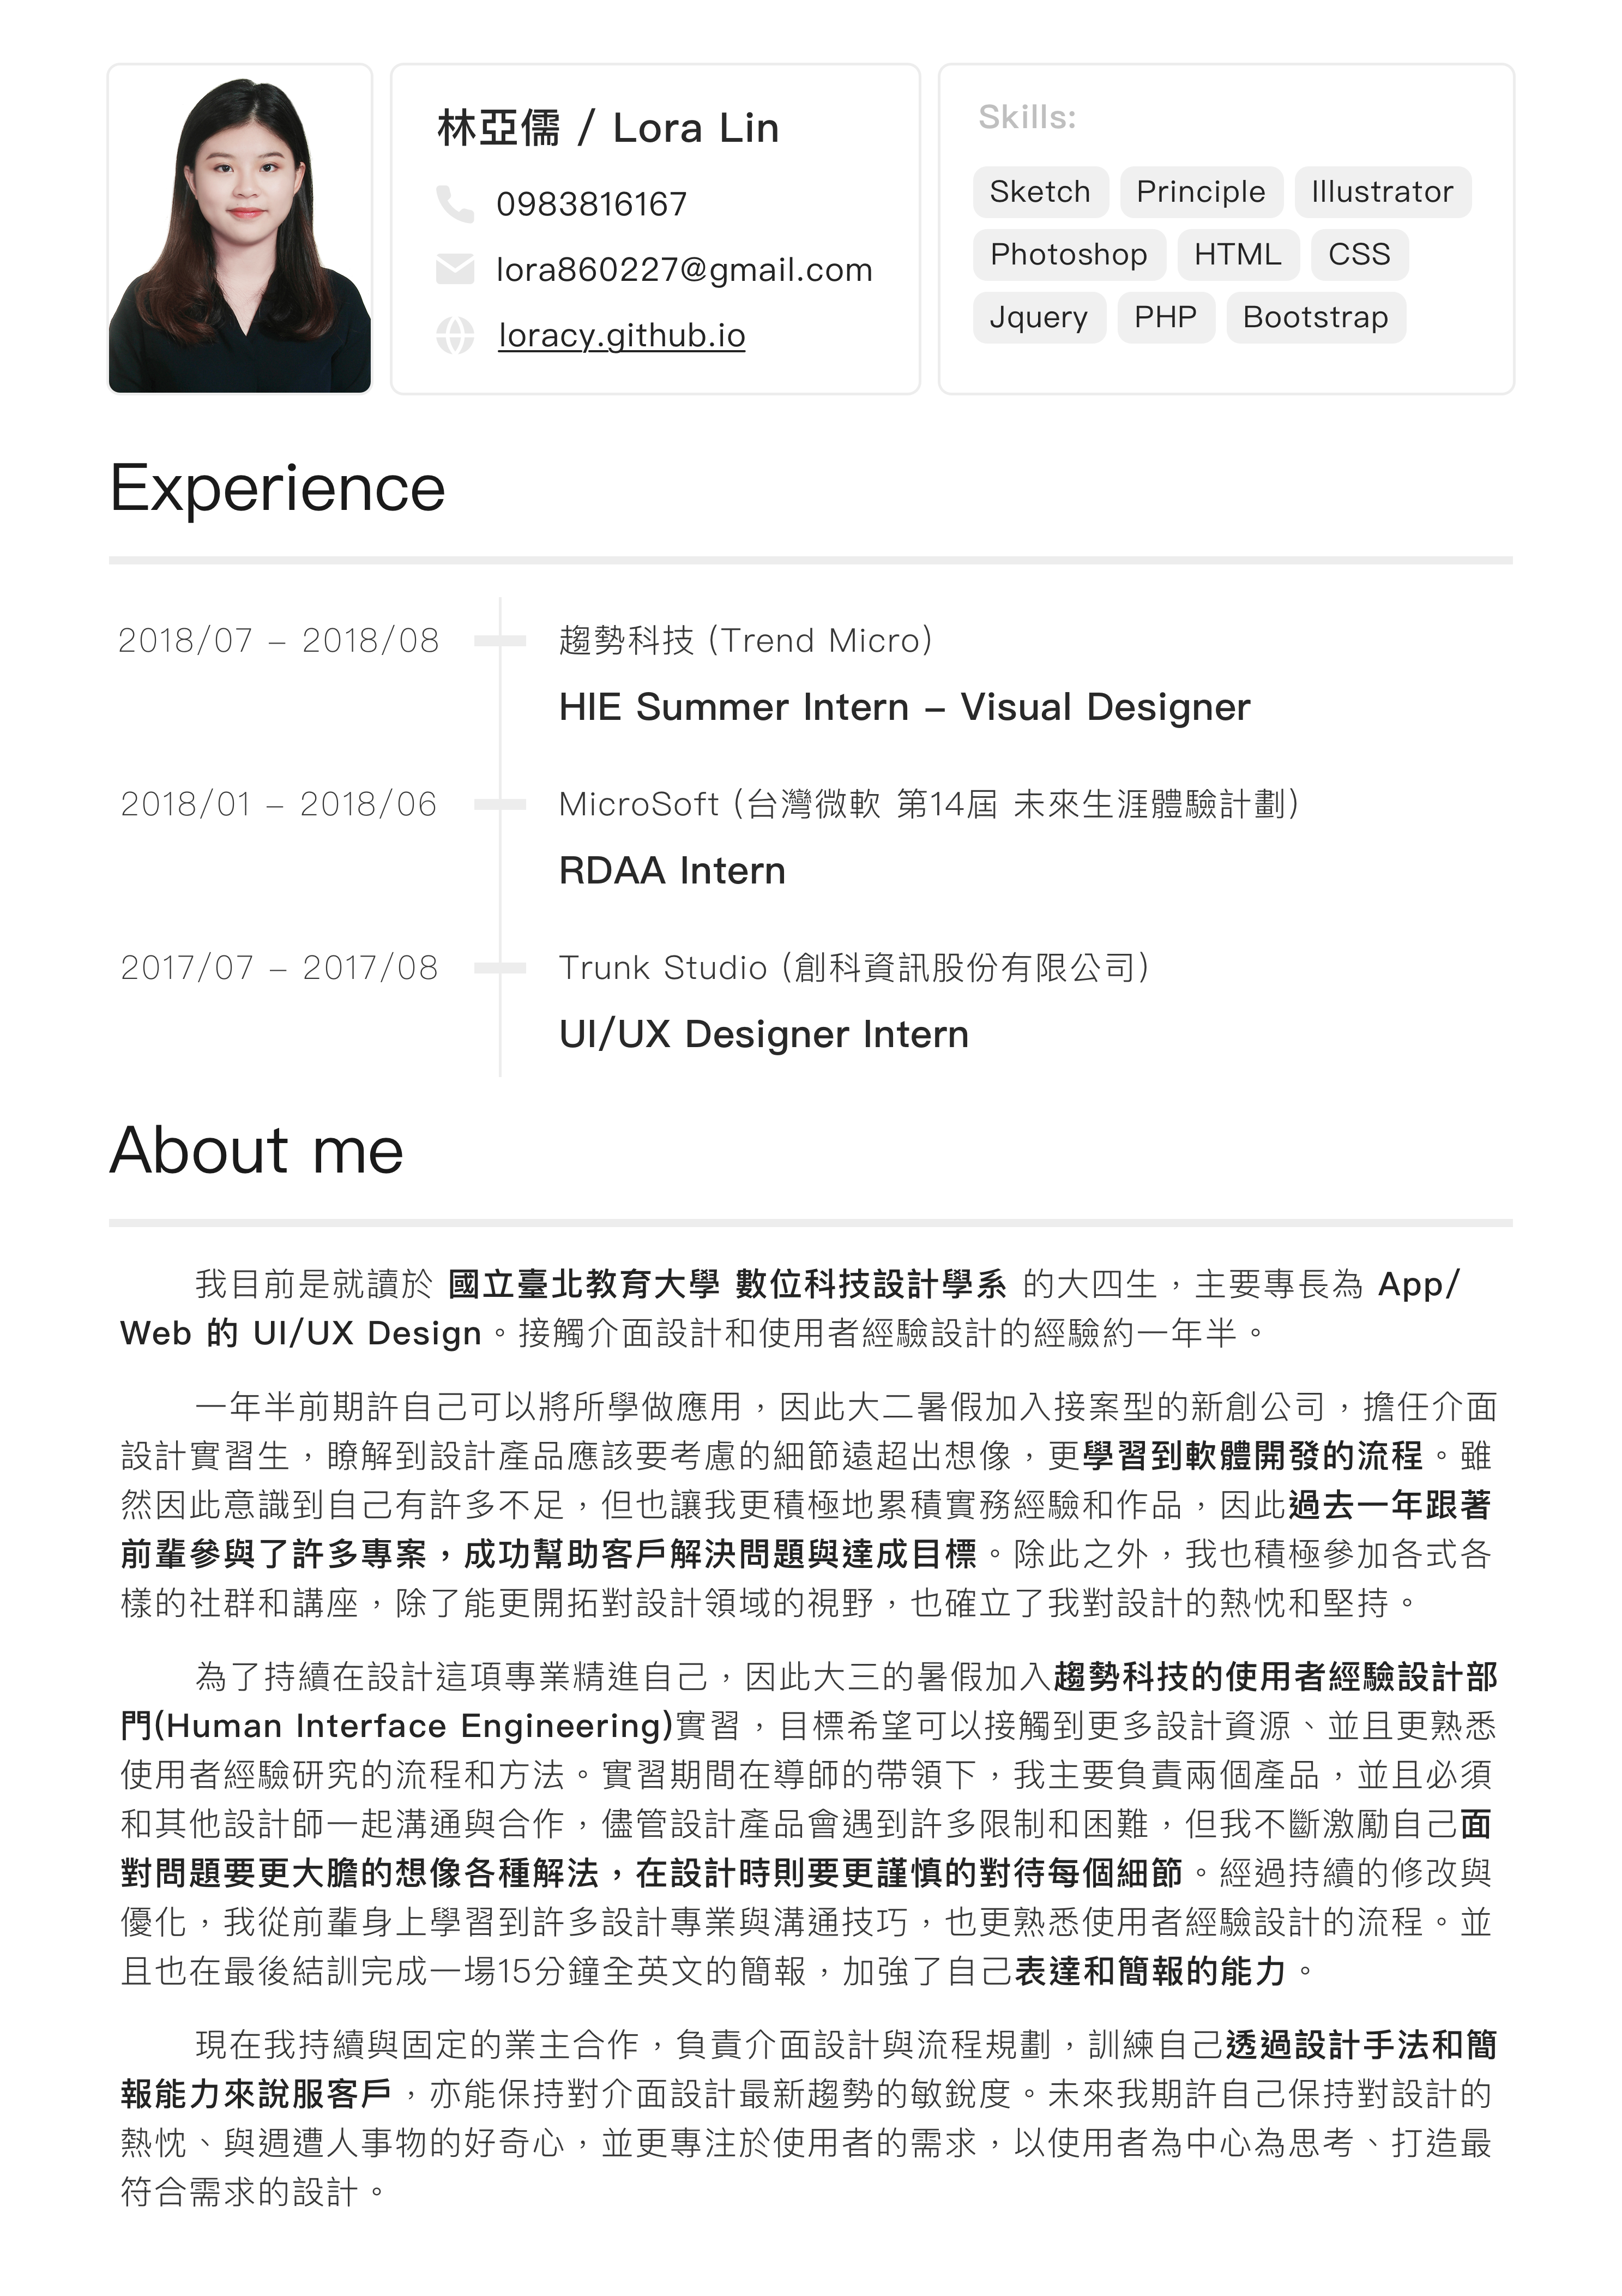 林亞儒 / Lora Lin
0983816167
lora860227@gmail.com
loracy.github.io
Skills:
Sketch Principle Illustrator
Photoshop HTML CSS
Jquery PHP Bootstrap
Experience
2018/07 – 2018/08 趨勢科技 (Trend Micro)
HIE Summer Intern – Visual Designer
2018/01 – 2018/06 MicroSoft (台灣微軟 第14屆 未來生涯體驗計劃)
RDAA Intern
2017/07 – 2017/08 Trunk Studio (創科資訊股份有限公司)
UI/UX Designer Intern
About me
我目前是就讀於 國立臺北教育大學 數位科技設計學系 的大四生，主要專長為 App/
Web 的 UI/UX Design。接觸介面設計和使用者經驗設計的經驗約一年半。
一年半前期許自己可以將所學做應用，因此大二暑假加入接案型的新創公司，擔任介面
設計實習生，瞭解到設計產品應該要考慮的細節遠超出想像，更學習到軟體開發的流程。雖
然因此意識到自己有許多不足，但也讓我更積極地累積實務經驗和作品，因此過去一年跟著
前輩參與了許多專案，成功幫助客戶解決問題與達成目標。除此之外，我也積極參加各式各
樣的社群和講座，除了能更開拓對設計領域的視野，也確立了我對設計的熱忱和堅持。
為了持續在設計這項專業精進自己，因此大三的暑假加入趨勢科技的使用者經驗設計部
門(Human Interface Engineering)實習，目標希望可以接觸到更多設計資源、並且更熟悉
使用者經驗研究的流程和方法。實習期間在導師的帶領下，我主要負責兩個產品，並且必須
和其他設計師一起溝通與合作，儘管設計產品會遇到許多限制和困難，但我不斷激勵自己面
對問題要更大膽的想像各種解法，在設計時則要更謹慎的對待每個細節。經過持續的修改與
優化，我從前輩身上學習到許多設計專業與溝通技巧，也更熟悉使用者經驗設計的流程。並
且也在最後結訓完成一場15分鐘全英文的簡報，加強了自己表達和簡報的能力。
現在我持續與固定的業主合作，負責介面設計與流程規劃，訓練自己透過設計手法和簡
報能力來說服客戶，亦能保持對介面設計最新趨勢的敏銳度。未來我期許自己保持對設計的
熱忱、與週遭人事物的好奇心，並更專注於使用者的需求，以使用者為中心為思考、打造最
符合需求的設計。